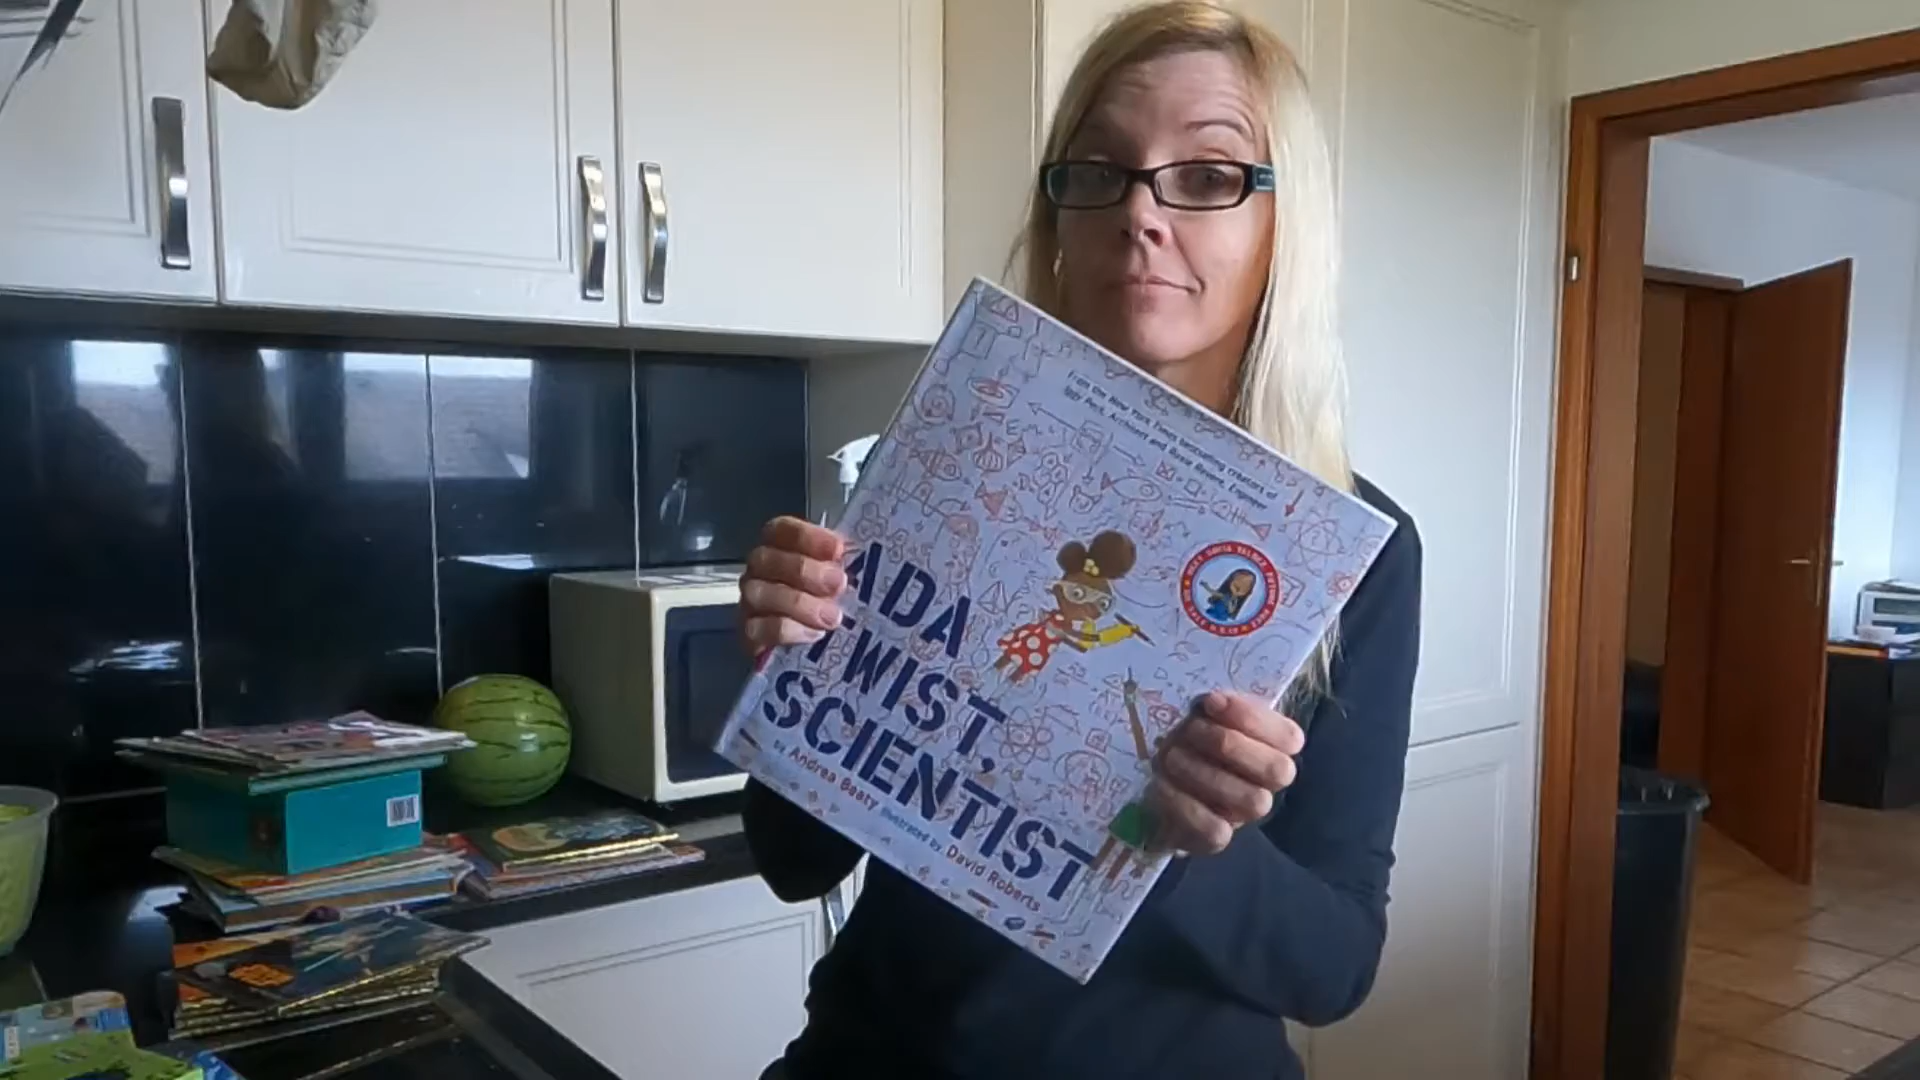 From the New York Times bestselling creators of
Iggy Peck, Architect and Rosie Revere, Engineer
ADA
TWIST,
SCIENTIST
by Andrea Beaty illustrated by David Roberts